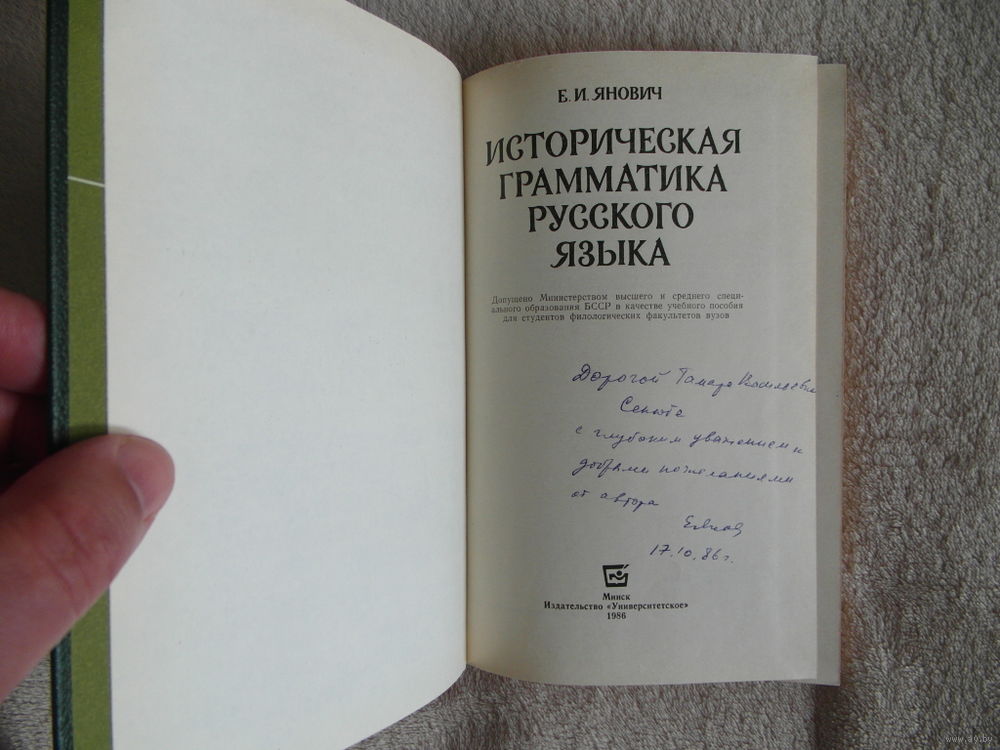 Е. И. ЯНОВИЧ
ИСТОРИЧЕСКАЯ
ГРАММАТИКА
РУССКОГО
ЯЗЫКА
Допущено Министерством высшего и среднего специ-
ального образования БССР в качестве учебного пособия
для студентов филологических факультетов вузов
Дорогой Тамаре Васильевне
Сенюте
с глубоким уважением и
добрыми пожеланиями
от автора
17.10.86 г.
Минск
Издательство «Университетское»
1986